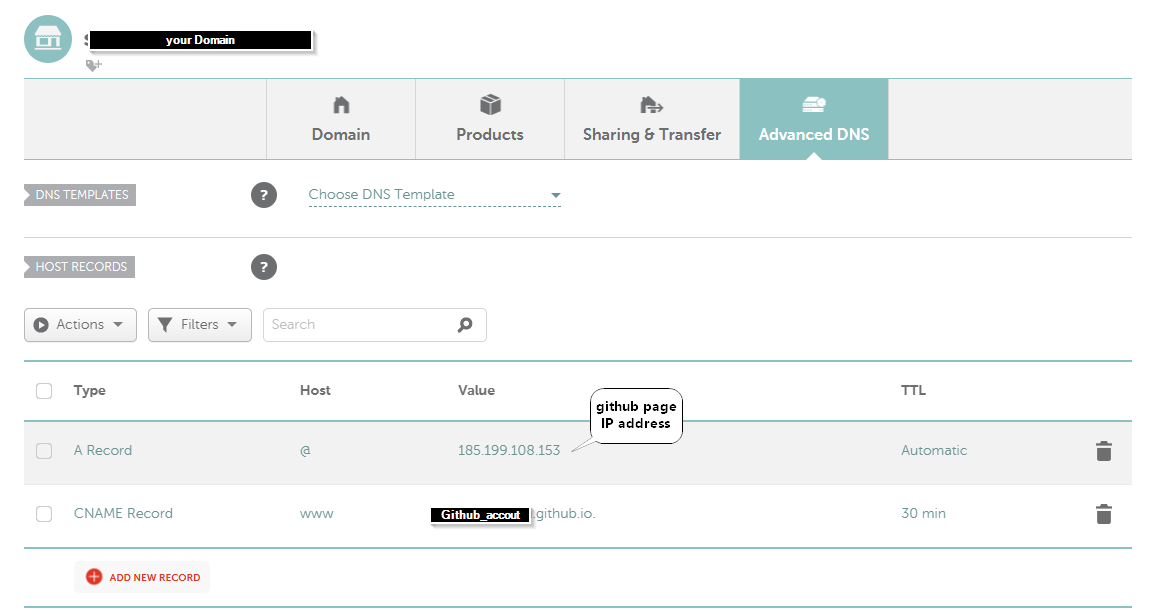 your Domain
Domain
Products
Sharing & Transfer
Advanced DNS
DNS TEMPLATES
?
Choose DNS Template
HOST RECORDS
?
Actions
Filters
Search
Type
Host
Value
TTL
github page
IP address
A Record
@
185.199.108.153
Automatic
CNAME Record
www
Github_accout
.github.io.
30 min
ADD NEW RECORD